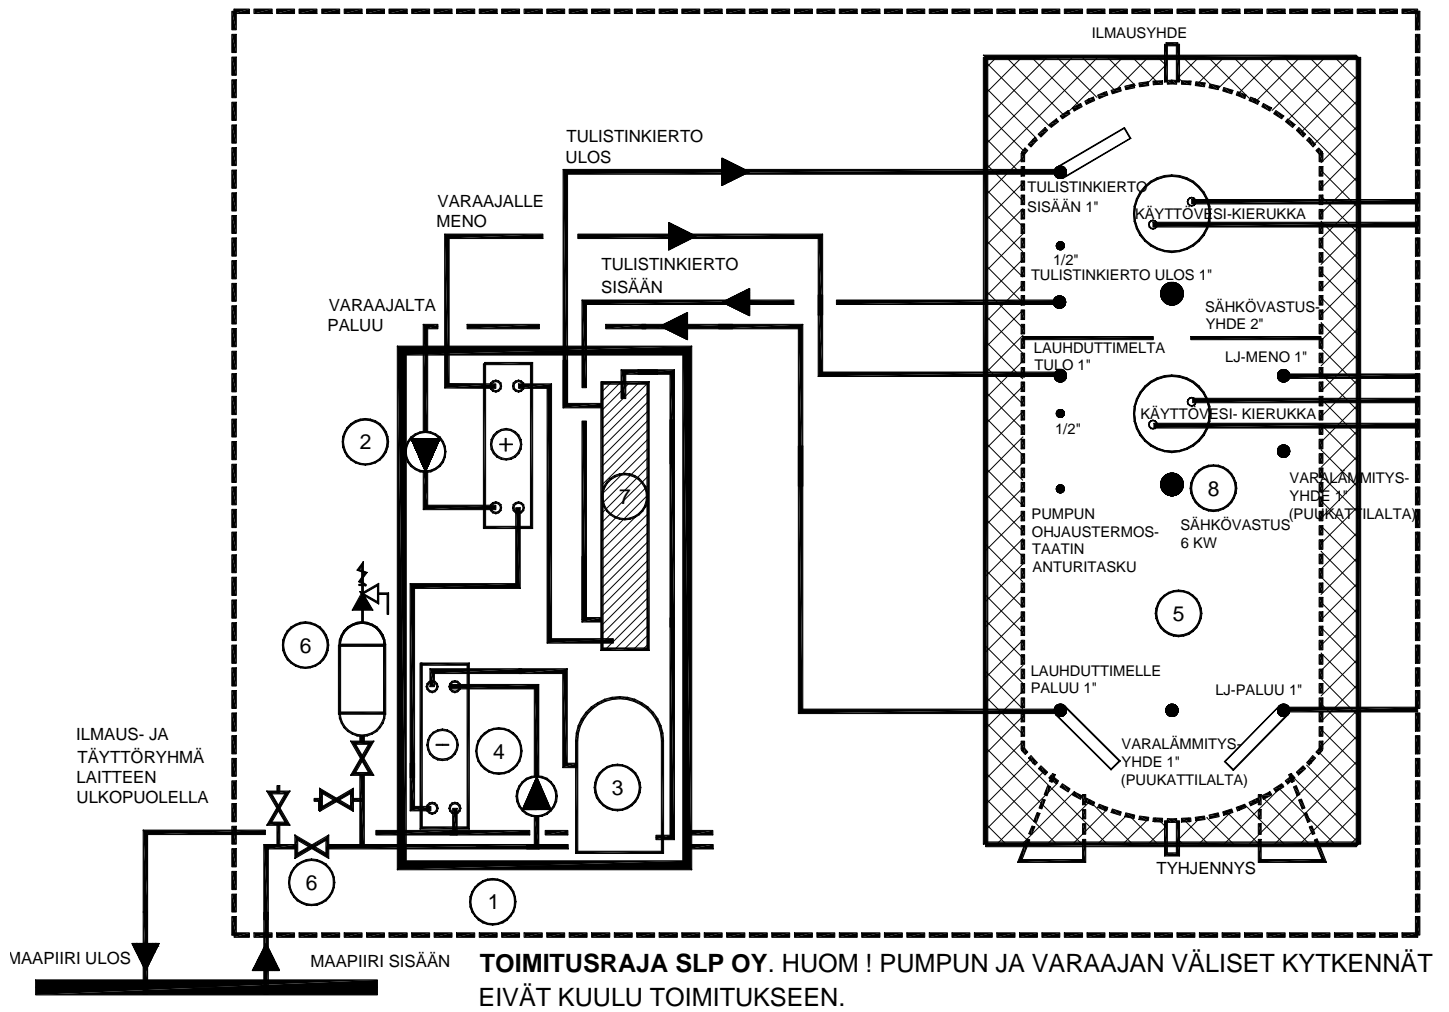 ILMAUSYHDE
TULISTINKIERTO
ULOS
VARAAJALLE
MENO
TULISTINKIERTO
SISÄÄN
VARAAJALTA
PALUU
TULISTINKIERTO
SISÄÄN 1"
KÄYTTÖVESI-KIERUKKA
1/2"
TULISTINKIERTO ULOS 1"
SÄHKÖVASTUS-
YHDE 2"
LAUHDUTTIMELTA
TULO 1"
LJ-MENO 1"
KÄYTTÖVESI- KIERUKKA
1/2"
2
+
7
8
VARALÄMMITYS-
YHDE 1"
(PUUKATTILALTA)
SÄHKÖVASTUS
6 KW
PUMPUN
OHJAUSTERMOS-
TAATIN
ANTURITASKU
5
6
LAUHDUTTIMELLE
PALUU 1"
LJ-PALUU 1"
VARALÄMMITYS-
YHDE 1"
(PUUKATTILALTA)
ILMAUS- JA
TÄYTTÖRYHMÄ
LAITTEEN
ULKOPUOLELLA
−
4
3
6
1
TYHJENNYS
MAAPIIRI ULOS
MAAPIIRI SISÄÄN
TOIMITUSRAJA SLP OY. HUOM ! PUMPUN JA VARAAJAN VÄLISET KYTKENNÄT
EIVÄT KUULU TOIMITUKSEEN.